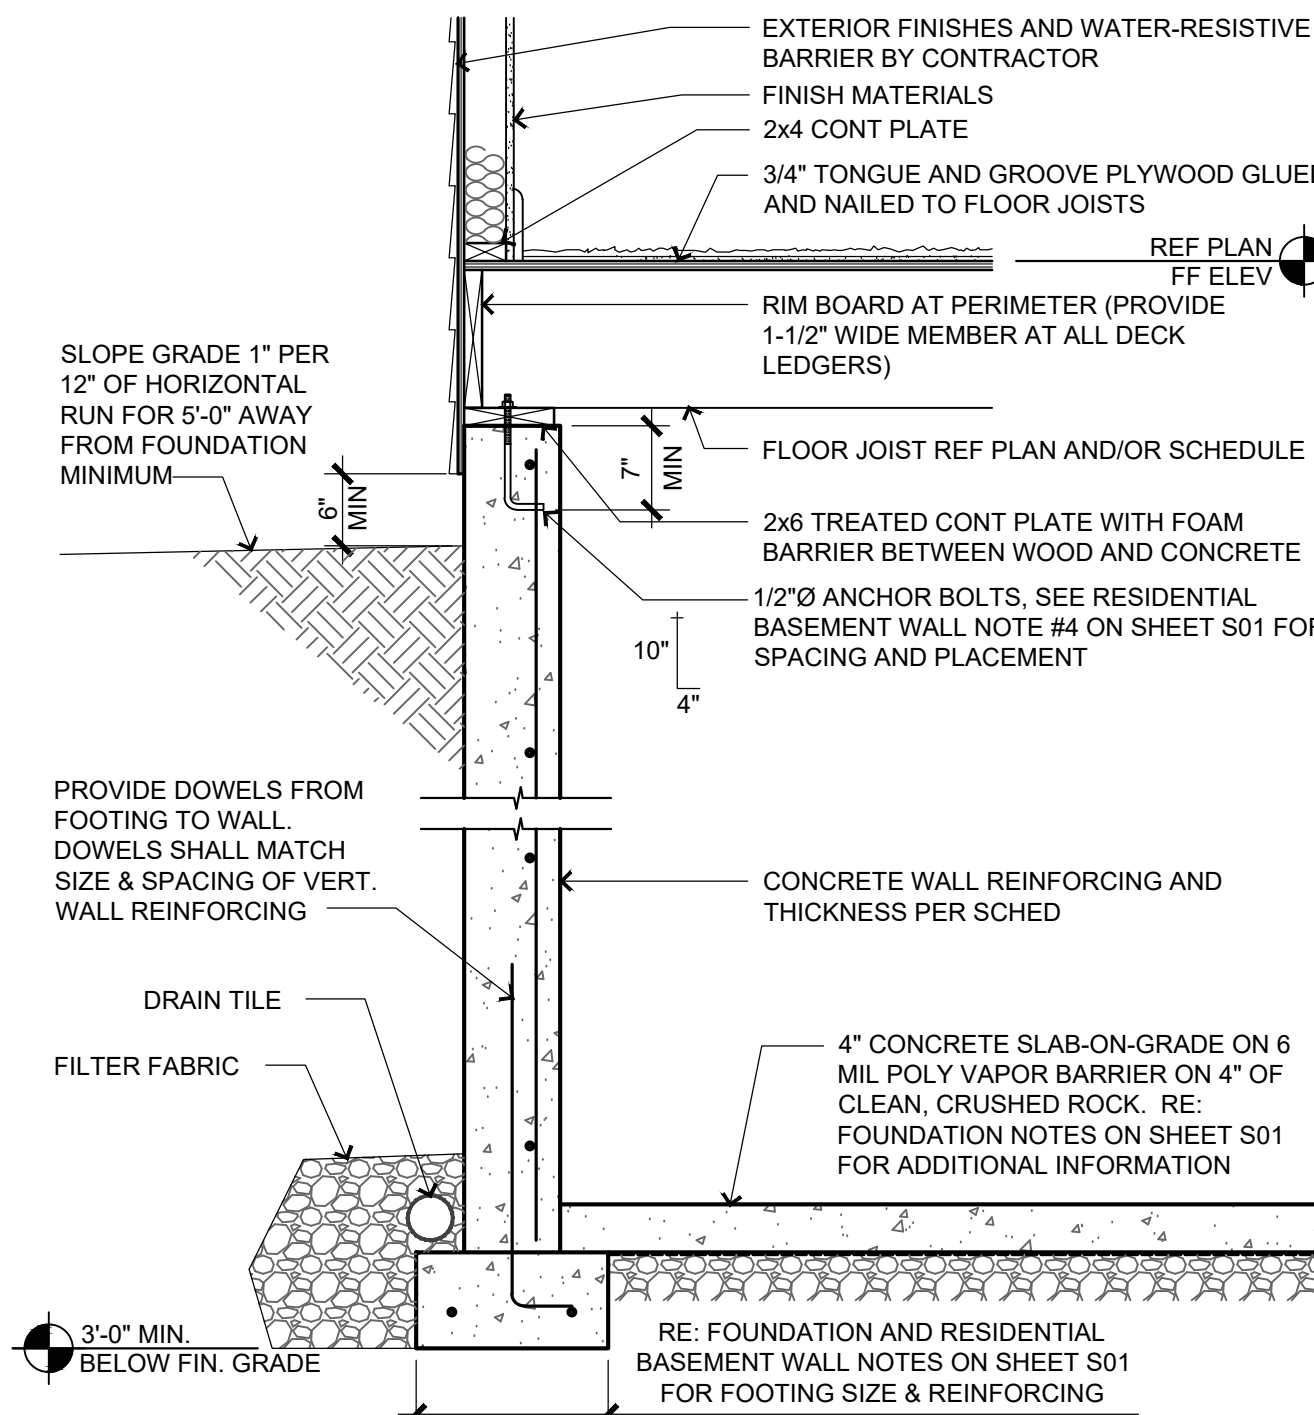 EXTERIOR FINISHES AND WATER-RESISTIVE
BARRIER BY CONTRACTOR
FINISH MATERIALS
2x4 CONT PLATE
3/4" TONGUE AND GROOVE PLYWOOD GLUED
AND NAILED TO FLOOR JOISTS
REF PLAN
FF ELEV
RIM BOARD AT PERIMETER (PROVIDE
1-1/2" WIDE MEMBER AT ALL DECK
LEDGERS)
SLOPE GRADE 1" PER
12" OF HORIZONTAL
RUN FOR 5'-0" AWAY
FROM FOUNDATION
MINIMUM
6"
MIN
7"
MIN
FLOOR JOIST REF PLAN AND/OR SCHEDULE
2x6 TREATED CONT PLATE WITH FOAM
BARRIER BETWEEN WOOD AND CONCRETE
1/2"Ø ANCHOR BOLTS, SEE RESIDENTIAL
BASEMENT WALL NOTE #4 ON SHEET S01 FOR
SPACING AND PLACEMENT
10"
4"
PROVIDE DOWELS FROM
FOOTING TO WALL.
DOWELS SHALL MATCH
SIZE & SPACING OF VERT.
WALL REINFORCING
CONCRETE WALL REINFORCING AND
THICKNESS PER SCHED
DRAIN TILE
FILTER FABRIC
4" CONCRETE SLAB-ON-GRADE ON 6
MIL POLY VAPOR BARRIER ON 4" OF
CLEAN, CRUSHED ROCK. RE:
FOUNDATION NOTES ON SHEET S01
FOR ADDITIONAL INFORMATION
3'-0" MIN.
BELOW FIN. GRADE
RE: FOUNDATION AND RESIDENTIAL
BASEMENT WALL NOTES ON SHEET S01
FOR FOOTING SIZE & REINFORCING